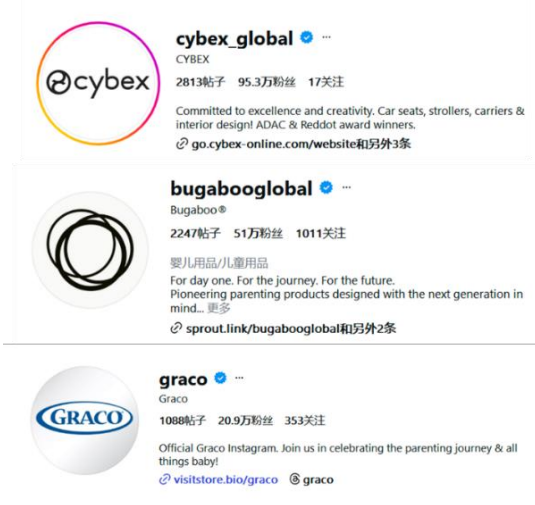 cybex
cybex_global ...
CYBEX
2813帖子 95.3万粉丝 17关注
Committed to excellence and creativity. Car seats, strollers, carriers &
interior design! ADAC & Reddot award winners.
go.cybex-online.com/website和另外3条
bugabooglobal ...
Bugaboo®
2247帖子 51万粉丝 1011关注
婴儿用品/儿童用品
For day one. For the journey. For the future.
Pioneering parenting products designed with the next generation in
mind... 更多
sprout.link/bugabooglobal和另外2条
GRACO
graco ...
Graco
1088帖子 20.9万粉丝 353关注
Official Graco Instagram. Join us in celebrating the parenting journey & all
things baby!
visitstore.bio/graco graco